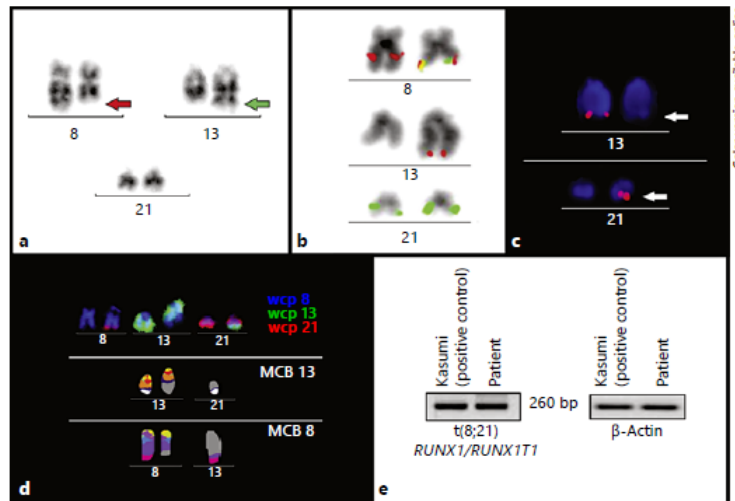 8
13
21
a
8
13
21
b
13
21
c
wcp 8
wcp 13
wcp 21
8
13
21
MCB 13
13
21
MCB 8
8
13
d
Kasumi
(positive control)
Patient
260 bp
Kasumi
(positive control)
Patient
t(8;21)
RUNX1/RUNX1T1
β-Actin
e